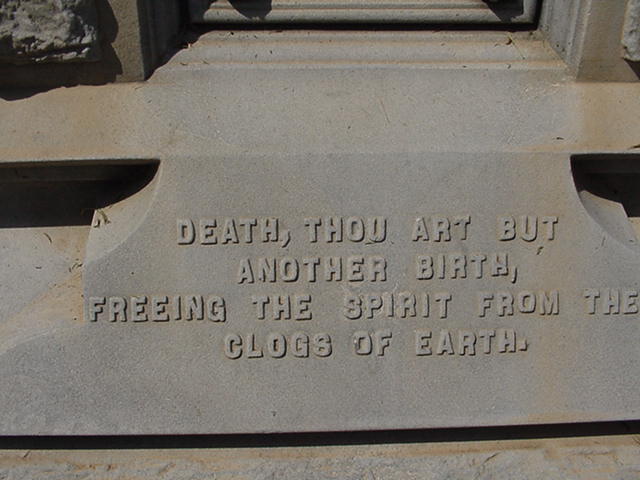 DEATH, THOU ART BUT
ANOTHER BIRTH,
FREEING THE SPIRIT FROM THE
CLOGS OF EARTH.